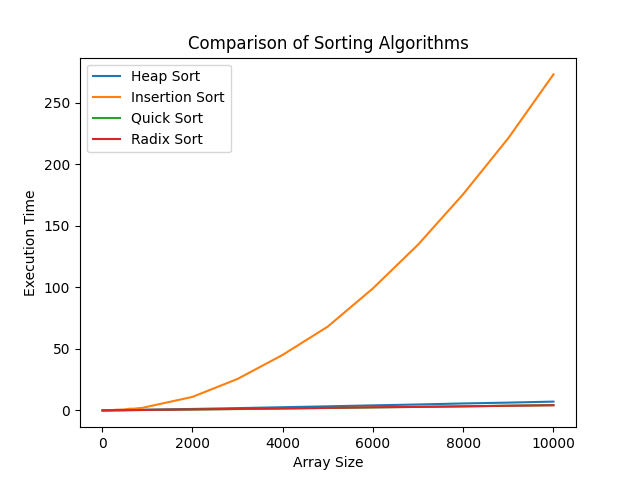 Comparison of Sorting Algorithms
Heap Sort
Insertion Sort
Quick Sort
Radix Sort
Execution Time
250
200
150
100
50
0
0 2000 4000 6000 8000 10000
Array Size